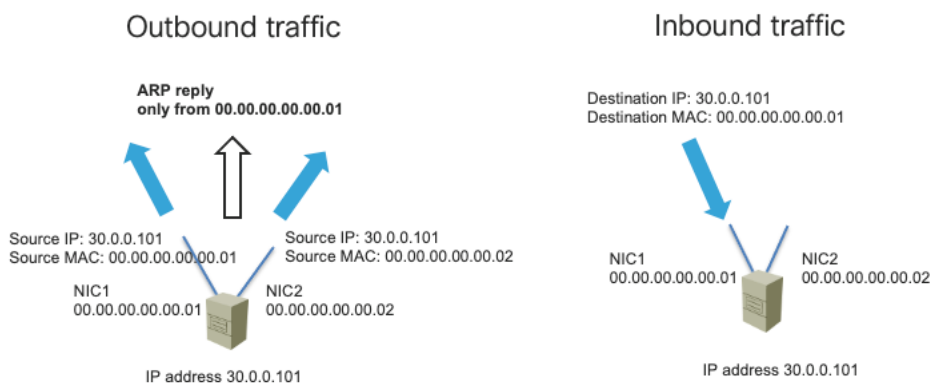 Outbound traffic
ARP reply
only from 00.00.00.00.00.01
Source IP: 30.0.0.101
Source MAC: 00.00.00.00.00.01
Source IP: 30.0.0.101
Source MAC: 00.00.00.00.00.02
NIC1
00.00.00.00.00.01
NIC2
00.00.00.00.00.02
IP address 30.0.0.101
Inbound traffic
Destination IP: 30.0.0.101
Destination MAC: 00.00.00.00.00.01
NIC1
00.00.00.00.00.01
NIC2
00.00.00.00.00.02
IP address 30.0.0.101